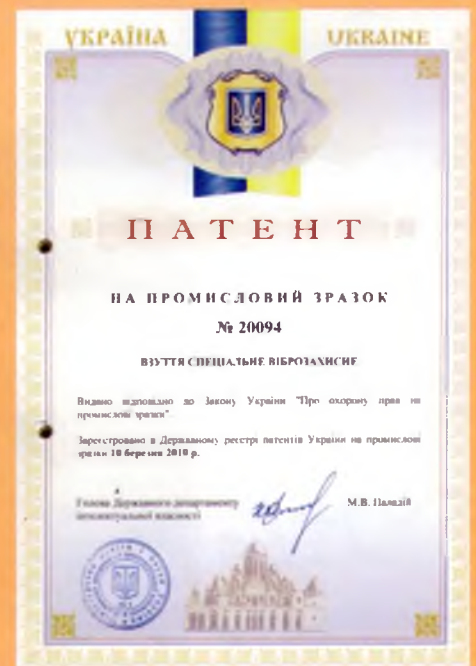 УКРАЇНА
UKRAINE
ПАТЕНТ
НА ПРОМИСЛОВИЙ ЗРАЗОК
№ 20094
ВЗУТТЯ СПЕЦІАЛЬНЕ ВІБРОЗАХИСНЕ
Видано відповідно до Закону України "Про охорону прав на
промислові зразки".
Зареєстровано в Державному реєстрі патентів України на промислові
зразки 10 березня 2010 р.
Голова Державного департаменту
інтелектуальної власності
М.В. Паладій